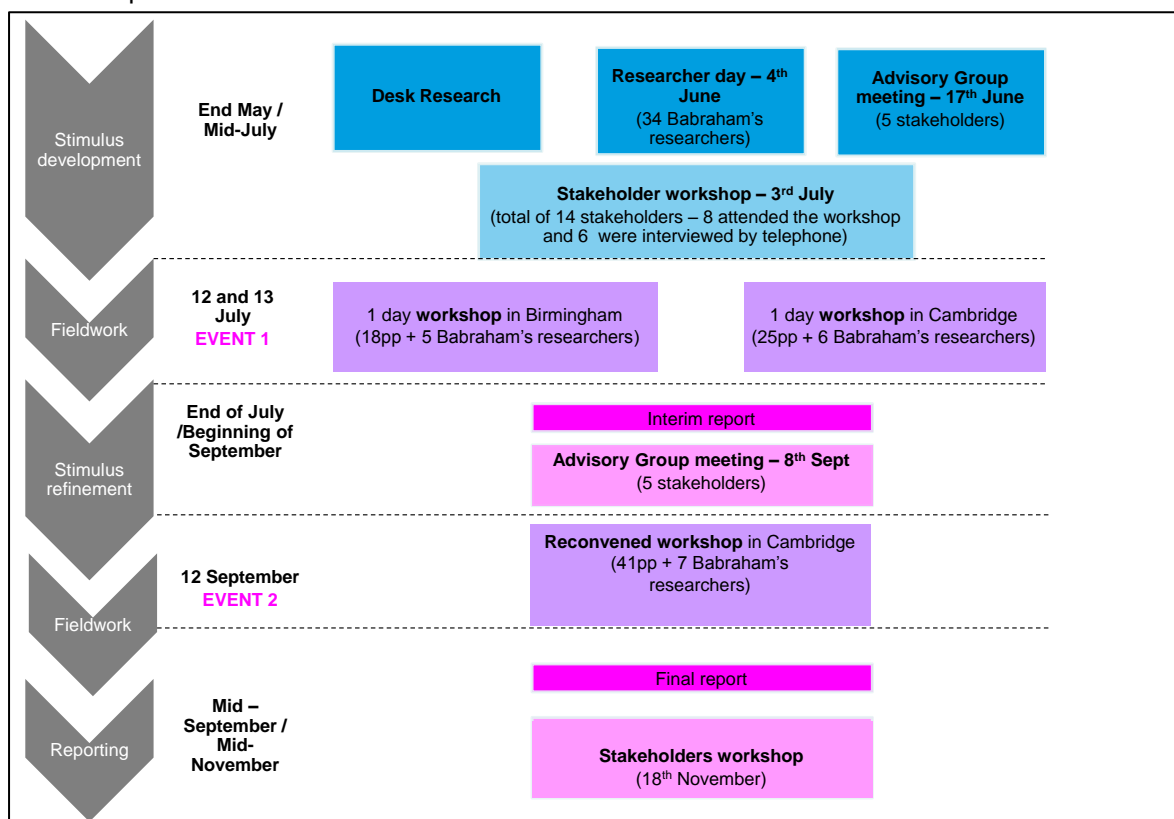 Stimulus
development
End May /
Mid-July
Desk Research
Researcher day – 4th
June
(34 Babraham's
researchers)
Advisory Group
meeting – 17th June
(5 stakeholders)
Stakeholder workshop – 3rd July
(total of 14 stakeholders – 8 attended the workshop
and 6 were interviewed by telephone)
Fieldwork
12 and 13
July
EVENT 1
1 day workshop in Birmingham
(18pp + 5 Babraham's researchers)
1 day workshop in Cambridge
(25pp + 6 Babraham's researchers)
Stimulus
refinement
End of July
/Beginning of
September
Interim report
Advisory Group meeting – 8th Sept
(5 stakeholders)
Fieldwork
12 September
EVENT 2
Reconvened workshop in Cambridge
(41pp + 7 Babraham's
researchers)
Reporting
Mid –
September /
Mid-
November
Final report
Stakeholders workshop
(18th November)